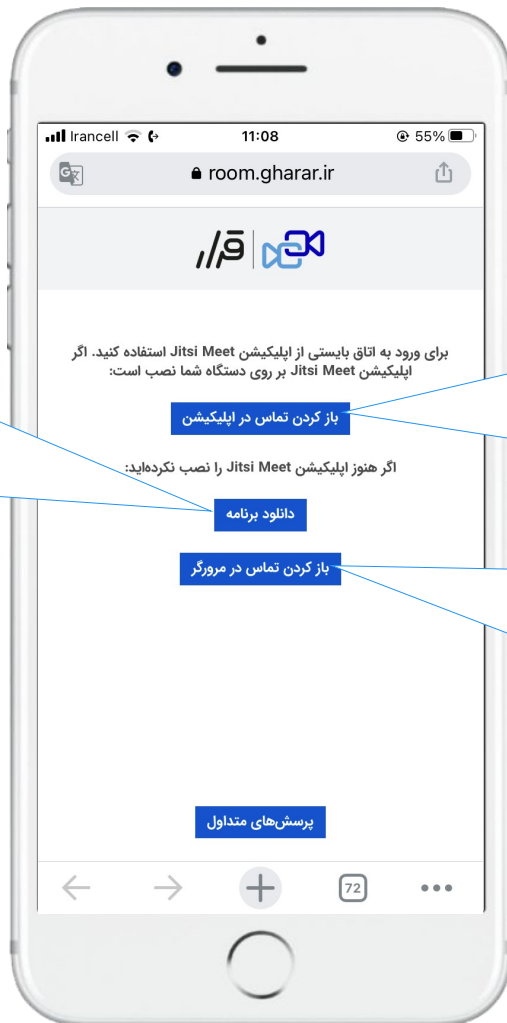 Irancell 11:08 55%
room.gharar.ir
قرار
برای ورود به اتاق بایستی از اپلیکیشن Jitsi Meet استفاده کنید. اگر
اپلیکیشن Jitsi Meet بر روی دستگاه شما نصب است:
باز کردن تماس در اپلیکیشن
اگر هنوز اپلیکیشن Jitsi Meet را نصب نکرده‌اید:
دانلود برنامه
باز کردن تماس در مرورگر
پرسش‌های متداول
72